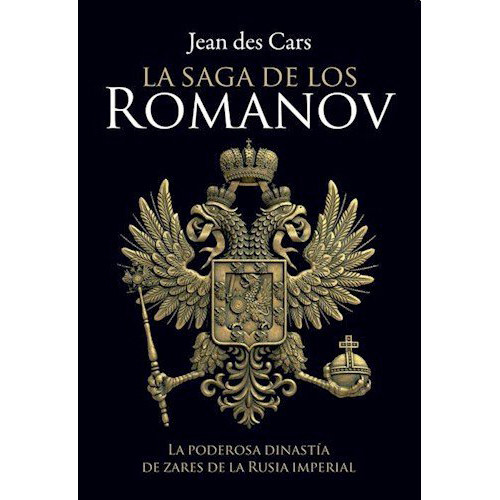 Jean des Cars
LA SAGA DE LOS
ROMANOV
LA PODEROSA DINASTÍA
DE ZARES DE LA RUSIA IMPERIAL